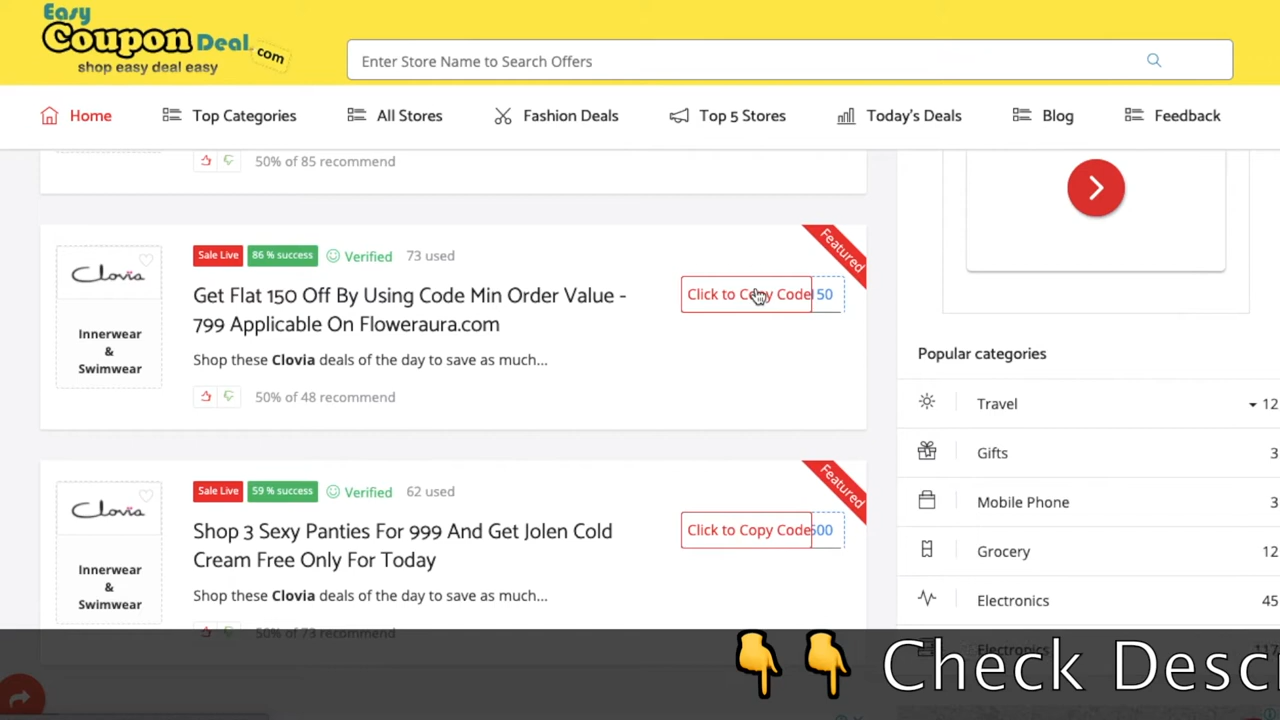 Easy
Coupon Deal.com
shop easy deal easy
Enter Store Name to Search Offers
Home
Top Categories
All Stores
Fashion Deals
Top 5 Stores
Today's Deals
Blog
Feedback
50% of 85 recommend
Clovia
Innerwear
&
Swimwear
Sale Live
86 % success
Verified
73 used
Featured
Get Flat 150 Off By Using Code Min Order Value -
799 Applicable On Floweraura.com
Click to Copy Code
50
Shop these Clovia deals of the day to save as much...
50% of 48 recommend
Clovia
Innerwear
&
Swimwear
Sale Live
59 % success
Verified
62 used
Featured
Shop 3 Sexy Panties For 999 And Get Jolen Cold
Cream Free Only For Today
Click to Copy Code
00
Shop these Clovia deals of the day to save as much...
50% of 73 recommend
Popular categories
Travel
12
Gifts
3
Mobile Phone
3
Grocery
12
Electronics
45
Electronics
Check Desc